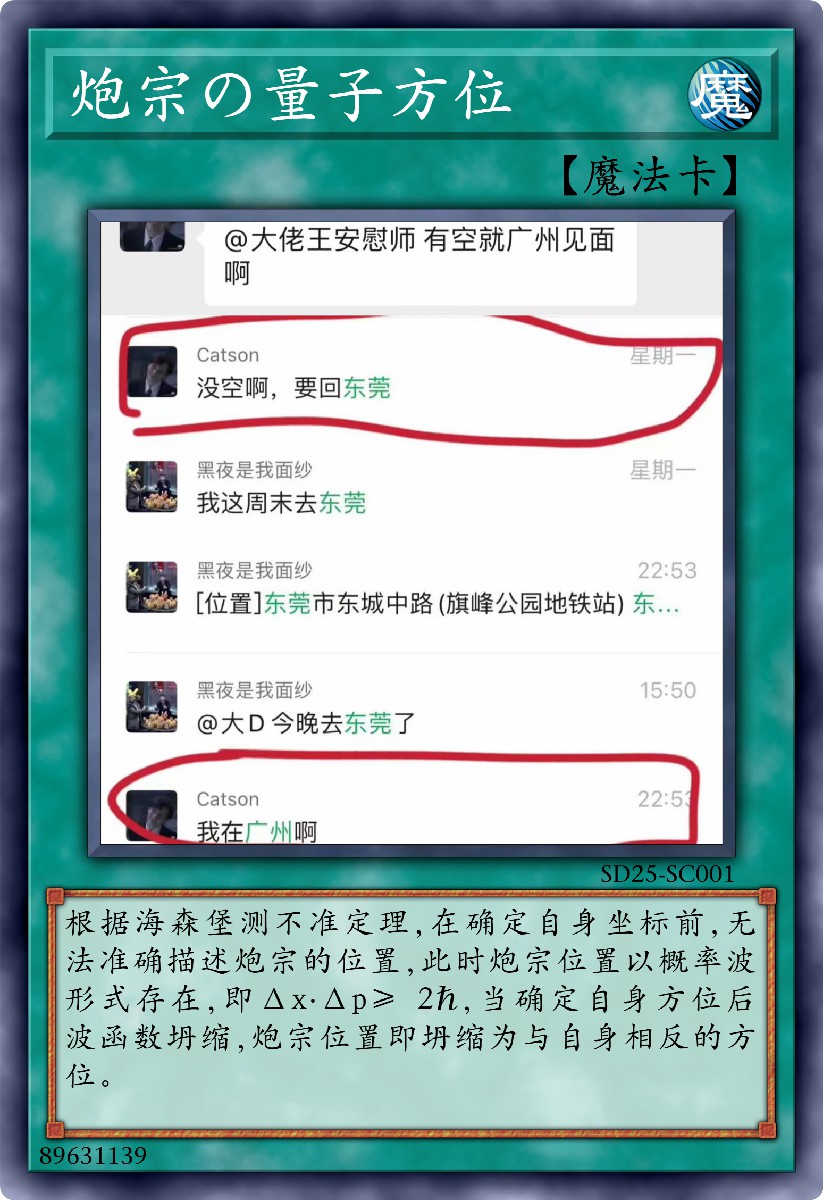 炮宗の量子方位
魔
【魔法卡】
@大佬王安慰师 有空就广州见面
啊
Catson
星期一
没空啊，要回东莞
黑夜是我面纱
星期一
我这周末去东莞
黑夜是我面纱
22:53
[位置]东莞市东城中路(旗峰公园地铁站) 东...
黑夜是我面纱
15:50
@大D 今晚去东莞了
Catson
22:53
我在广州啊
SD25-SC001
根据海森堡测不准定理,在确定自身坐标前,无
法准确描述炮宗的位置,此时炮宗位置以概率波
形式存在,即Δx·Δp≥ 2ℏ,当确定自身方位后
波函数坍缩,炮宗位置即坍缩为与自身相反的方
位。
89631139